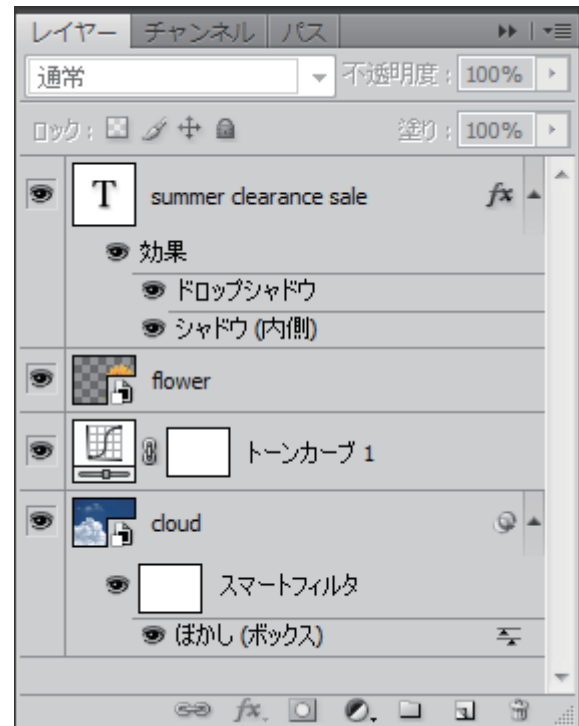 レイヤー チャンネル パス
通常 不透明度: 100%
ロック: 塗り: 100%
T summer clearance sale fx
効果
ドロップシャドウ
シャドウ (内側)
flower
トーンカーブ 1
cloud
スマートフィルタ
ぼかし (ボックス)
fx.